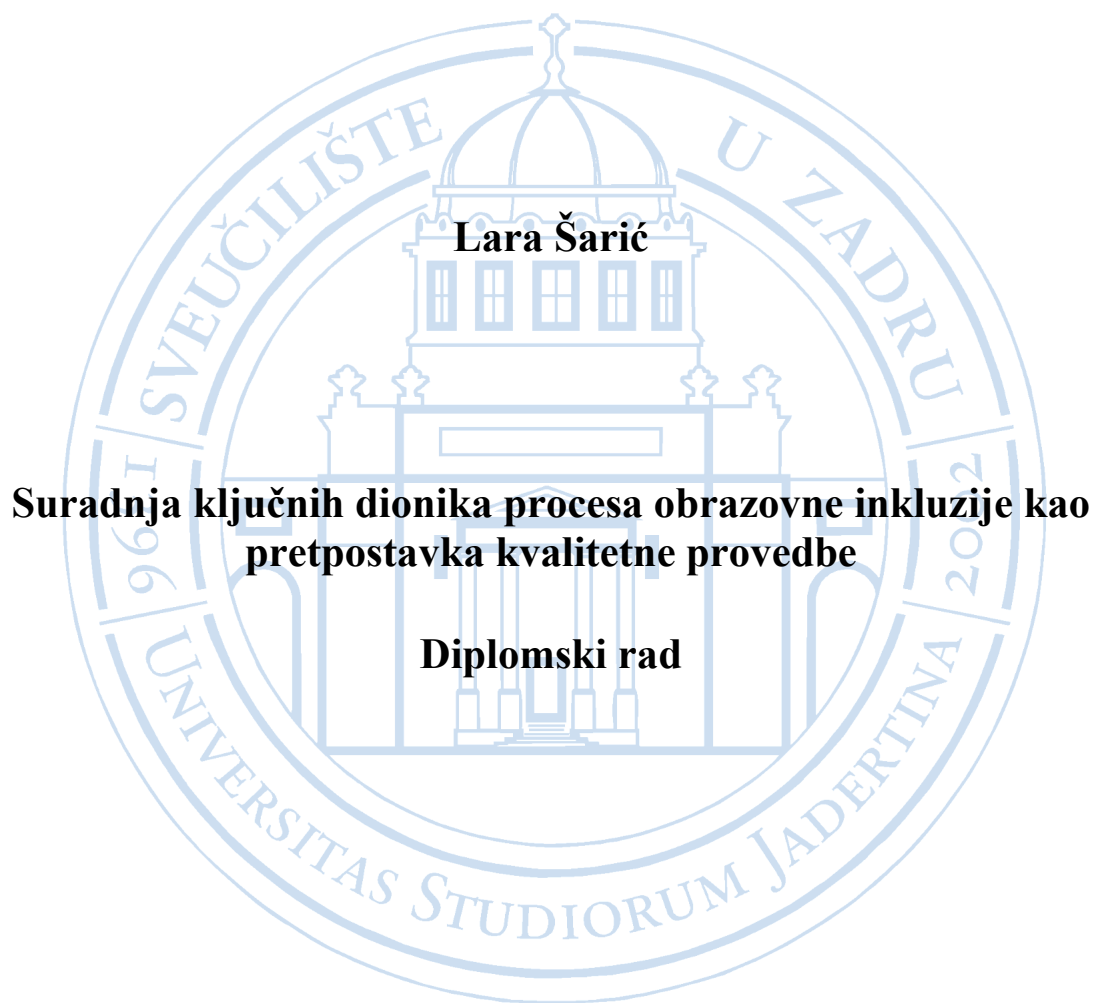 Lara Šarić
Suradnja ključnih dionika procesa obrazovne inkluzije kao
pretpostavka kvalitetne provedbe
Diplomski rad
SVEUČILIŠTE U ZADRU
1396 2002
UNIVERSITAS STUDIORUM JADERTINA